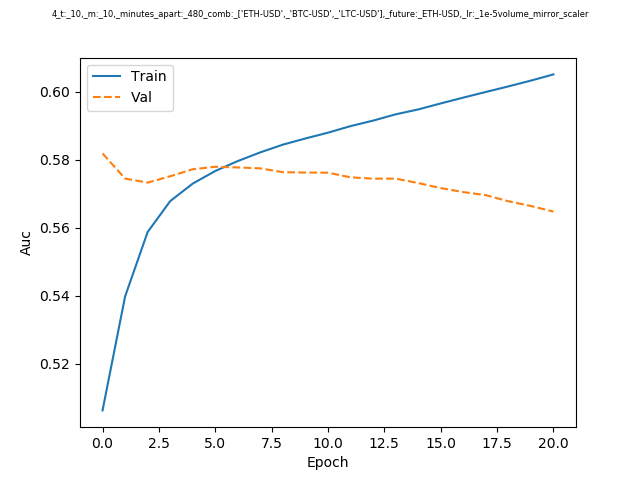 4_t:_10,_m:_10,_minutes_apart:_480_comb:_['ETH-USD',_'BTC-USD',_'LTC-USD'],_future:_ETH-USD,_lr:_1e-5volume_mirror_scaler
Train
Val
0.60
0.58
0.56
0.54
0.52
Auc
0.0 2.5 5.0 7.5 10.0 12.5 15.0 17.5 20.0
Epoch